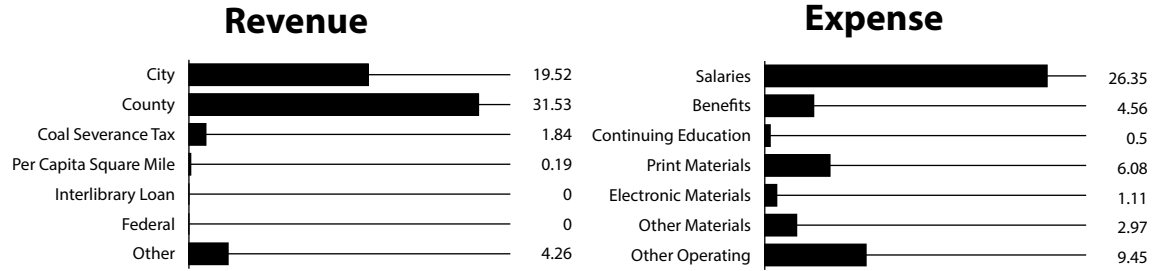 Revenue
City 19.52
County 31.53
Coal Severance Tax 1.84
Per Capita Square Mile 0.19
Interlibrary Loan 0
Federal 0
Other 4.26
Expense
Salaries 26.35
Benefits 4.56
Continuing Education 0.5
Print Materials 6.08
Electronic Materials 1.11
Other Materials 2.97
Other Operating 9.45